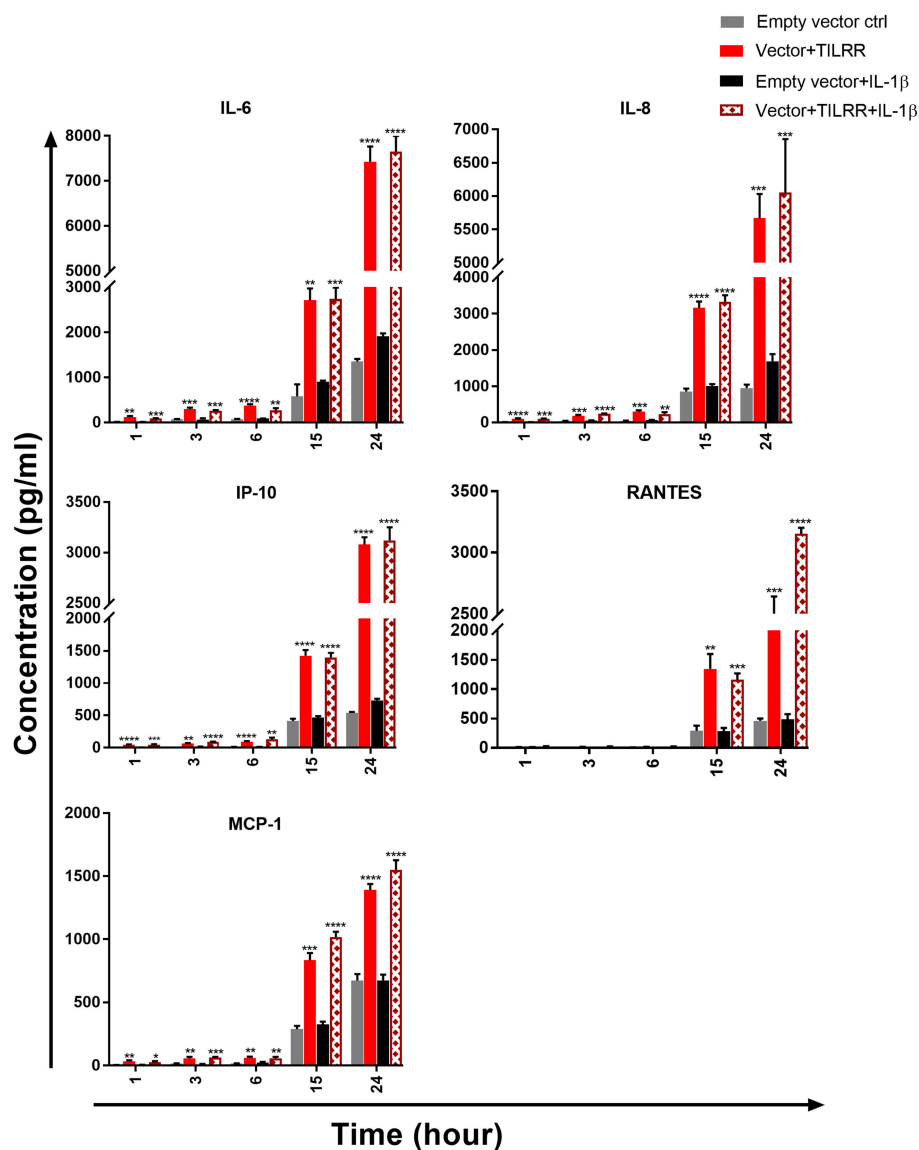 Empty vector ctrl
Vector+TILRR
Empty vector+IL-1β
Vector+TILRR+IL-1β
Concentration (pg/ml)
IL-6
8000
7000
6000
5000
3000
2000
1000
0
** *** *** *** **** ** ** *** **** ****
1 3 6 15 24
IL-8
7000
6500
6000
5500
5000
4000
3000
2000
1000
0
**** *** *** **** *** ** **** **** *** ***
1 3 6 15 24
IP-10
3500
3000
2500
2000
1500
1000
500
0
**** *** ** **** **** ** **** **** **** ****
1 3 6 15 24
RANTES
3500
3000
2500
2000
1500
1000
500
0
** *** *** ****
1 3 6 15 24
MCP-1
2000
1500
1000
500
0
** * ** *** ** ** *** **** **** ****
1 3 6 15 24
Time (hour)